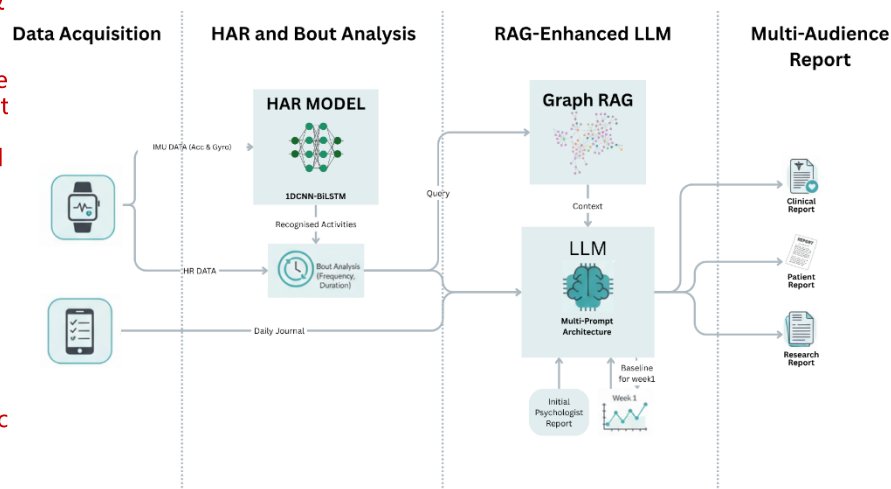 Data Acquisition
HAR and Bout Analysis
RAG-Enhanced LLM
Multi-Audience
Report
e
t
c
IMU DATA (Acc & Gyro)
HAR MODEL
1DCNN-BiLSTM
Recognised Activities
HR DATA
Bout Analysis
(Frequency,
Duration)
Daily Journal
Query
Graph RAG
Context
LLM
Multi-Prompt
Architecture
Baseline
for week1
Initial
Psychologist
Report
Week 1
Clinical
Report
REPORT
Patient
Report
Research
Report